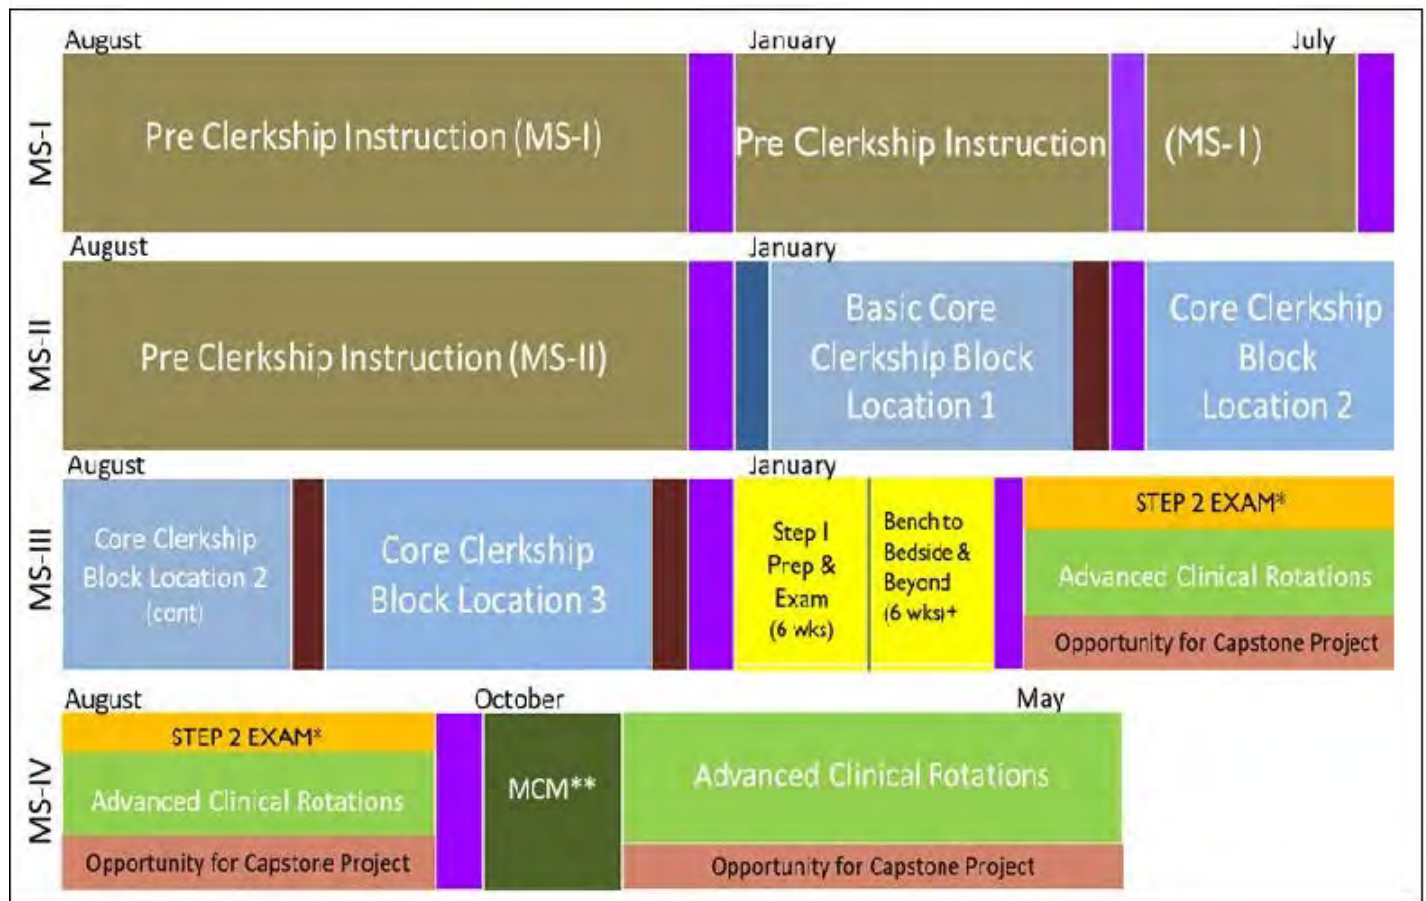 August January July
MS-I
Pre Clerkship Instruction (MS-I)
Pre Clerkship Instruction (MS-1)
August January
MS-II
Pre Clerkship Instruction (MS-II)
Basic Core
Clerkship Block
Location 1
Core Clerkship
Block
Location 2
August January
MS-III
Core Clerkship
Block Location 2
(cont)
Core Clerkship
Block Location 3
Step I
Prep &
Exam
(6 wks)
Bench to
Bedside &
Beyond
(6 wks)+
STEP 2 EXAM*
Advanced Clinical Rotations
Opportunity for Capstone Project
August October May
MS-IV
STEP 2 EXAM*
Advanced Clinical Rotations
Opportunity for Capstone Project
MCM**
Advanced Clinical Rotations
Opportunity for Capstone Project